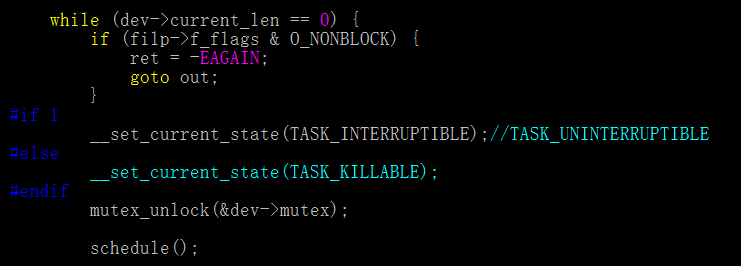 while (dev->current_len == 0) {
if (filp->f_flags & O_NONBLOCK) {
ret = -EAGAIN;
goto out;
}
#if 1
__set_current_state(TASK_INTERRUPTIBLE);//TASK_UNINTERRUPTIBLE
#else
__set_current_state(TASK_KILLABLE);
#endif
mutex_unlock(&dev->mutex);
schedule();